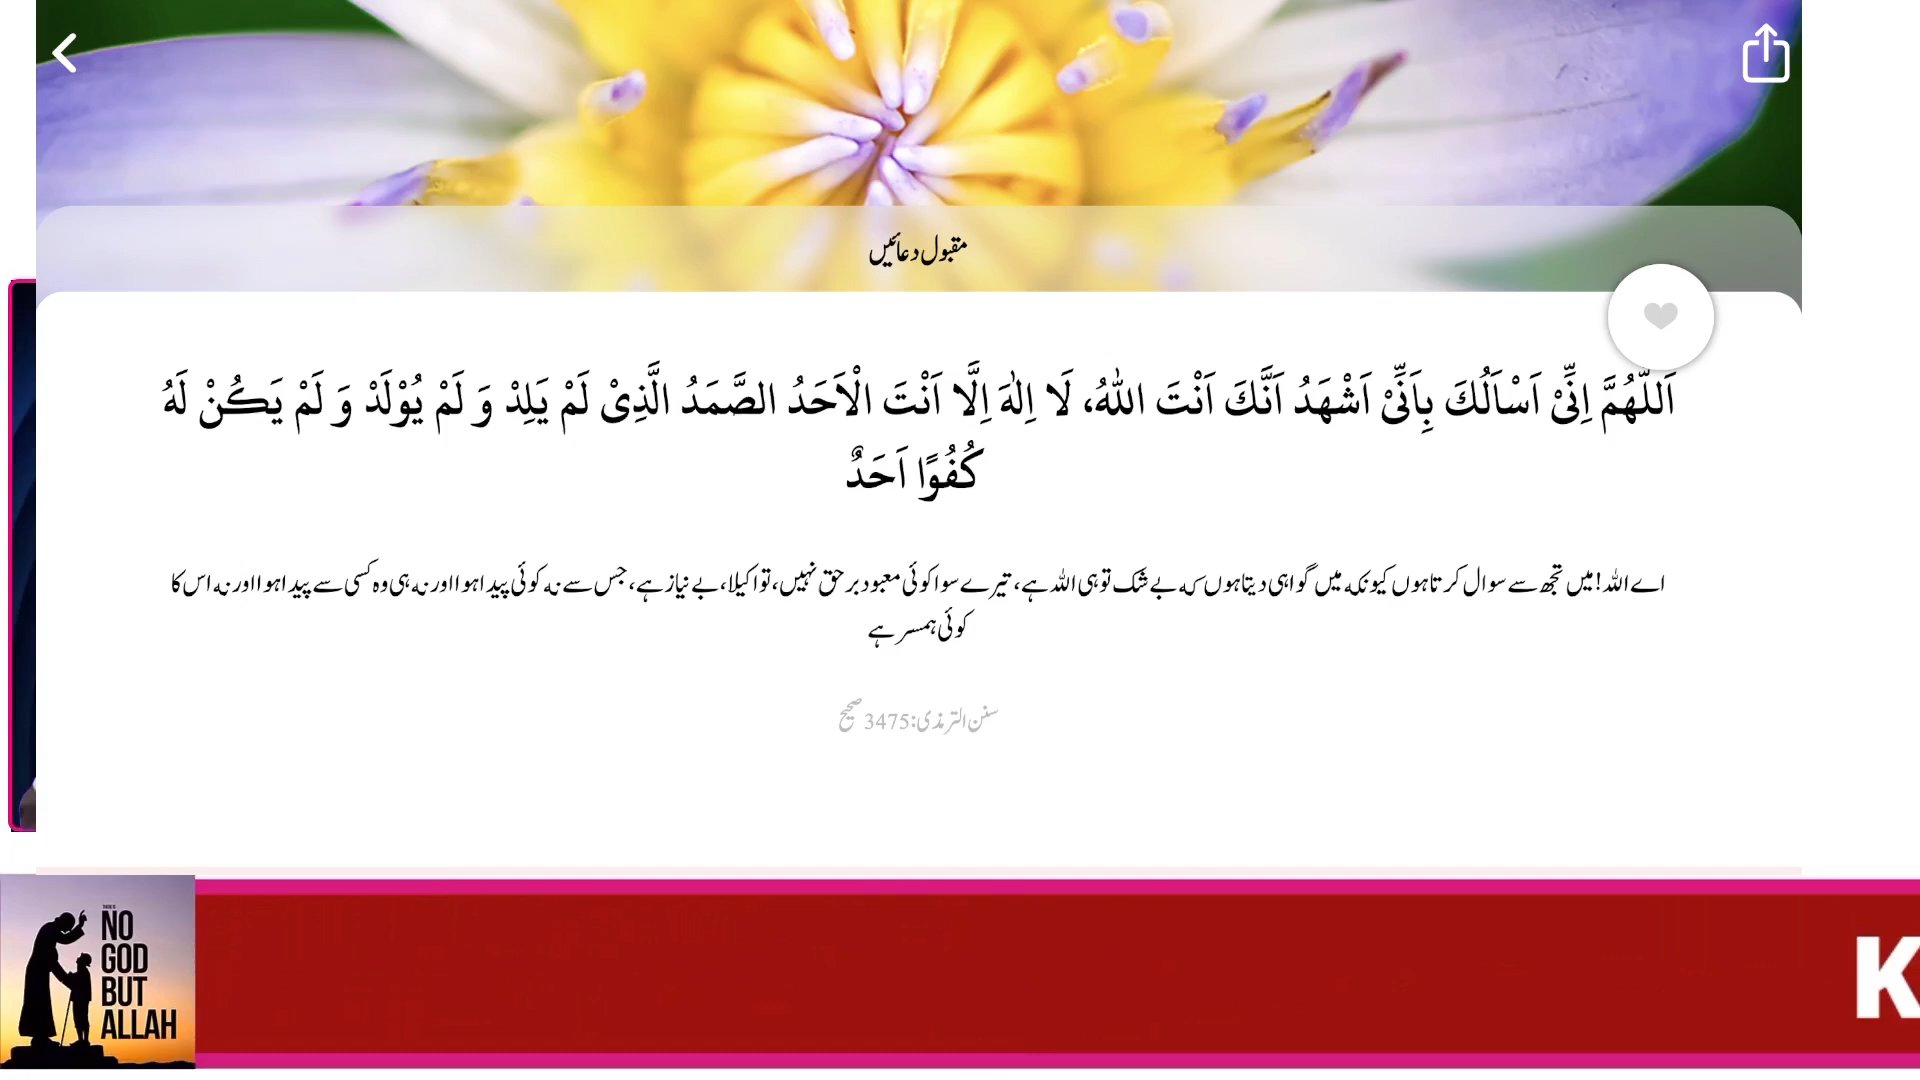 مقبول دعائیں
اَللّٰهُمَّ اِنِّیْ اَسْاَلُكَ بِاَنِّیْ اَشْهَدُ اَنَّكَ اَنْتَ اللّٰهُ، لَا اِلٰهَ اِلَّا اَنْتَ الْاَحَدُ الصَّمَدُ الَّذِیْ لَمْ یَلِدْ وَ لَمْ یُوْلَدْ وَ لَمْ یَكُنْ لَهُ
كُفُوًا اَحَدٌ
اے اللہ! میں تجھ سے سوال کرتا ہوں کیونکہ میں گواہی دیتا ہوں کہ بے شک تو ہی اللہ ہے، تیرے سوا کوئی معبود برحق نہیں، تو اکیلا، بے نیاز ہے، جس سے نہ کوئی پیدا ہوا اور نہ ہی وہ کسی سے پیدا ہوا اور نہ اس کا
کوئی ہمسر ہے
سنن الترمذی: 3475 صحیح
NO
GOD
BUT
ALLAH
K